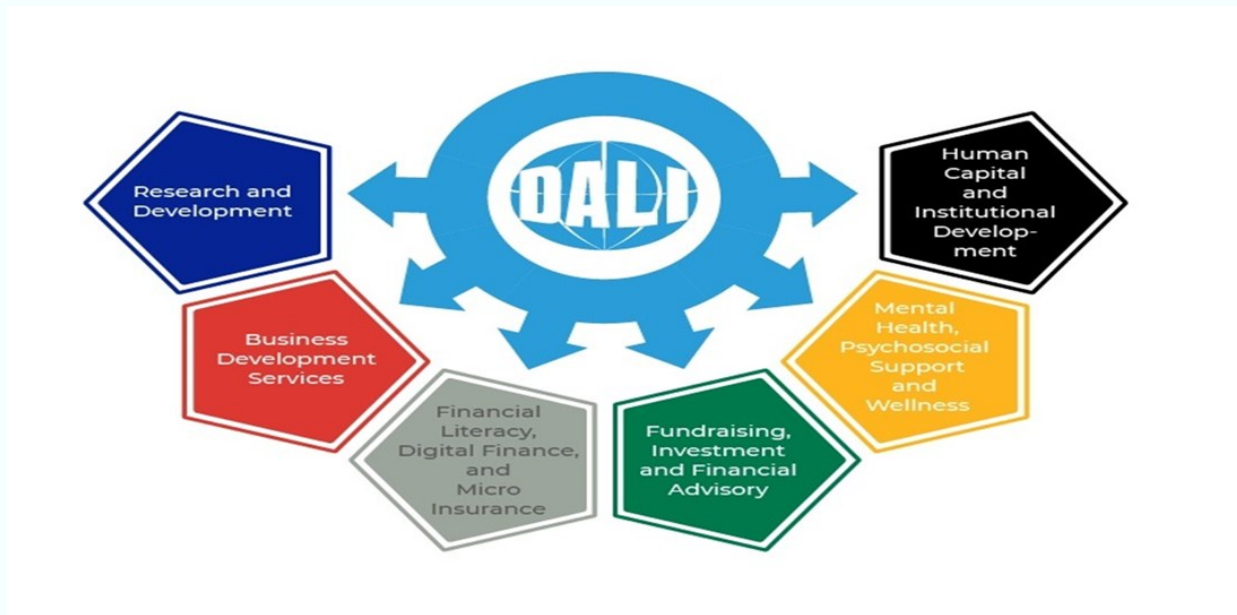 DALI
Research and
Development
Business
Development
Services
Financial
Literacy,
Digital Finance,
and
Micro
Insurance
Fundraising,
Investment
and Financial
Advisory
Mental
Health,
Psychosocial
Support
and
Wellness
Human
Capital
and
Institutional
Develop-
ment